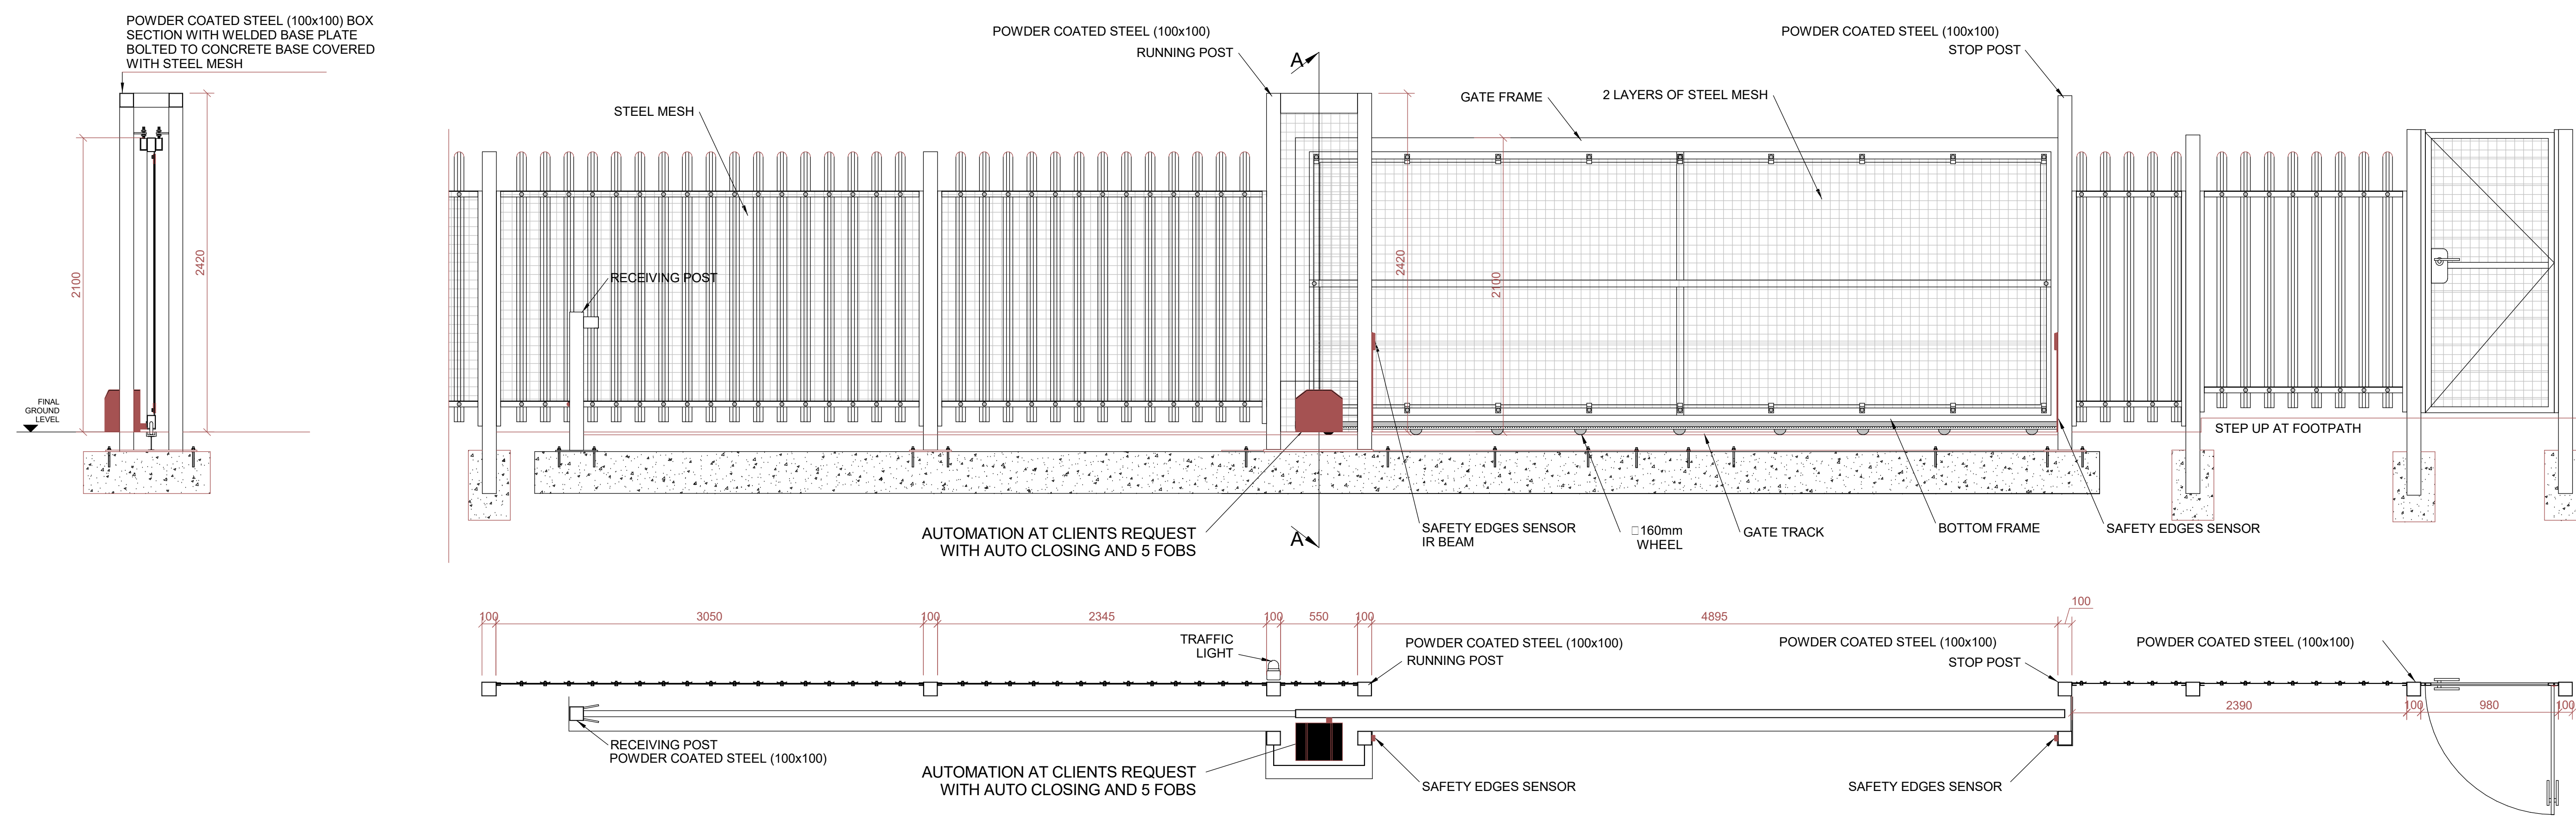 POWDER COATED STEEL (100x100) BOX
SECTION WITH WELDED BASE PLATE
BOLTED TO CONCRETE BASE COVERED
WITH STEEL MESH
2100
2420
FINAL
GROUND
LEVEL
POWDER COATED STEEL (100x100)
RUNNING POST
A
POWDER COATED STEEL (100x100)
STOP POST
STEEL MESH
GATE FRAME
2 LAYERS OF STEEL MESH
RECEIVING POST
2420
2100
STEP UP AT FOOTPATH
AUTOMATION AT CLIENTS REQUEST
WITH AUTO CLOSING AND 5 FOBS
A
SAFETY EDGES SENSOR
IR BEAM
□160mm
WHEEL
GATE TRACK
BOTTOM FRAME
SAFETY EDGES SENSOR
100
3050
100
2345
100
550
100
4895
100
TRAFFIC
LIGHT
POWDER COATED STEEL (100x100)
RUNNING POST
POWDER COATED STEEL (100x100)
STOP POST
POWDER COATED STEEL (100x100)
2390
100
980
100
RECEIVING POST
POWDER COATED STEEL (100x100)
AUTOMATION AT CLIENTS REQUEST
WITH AUTO CLOSING AND 5 FOBS
SAFETY EDGES SENSOR
SAFETY EDGES SENSOR